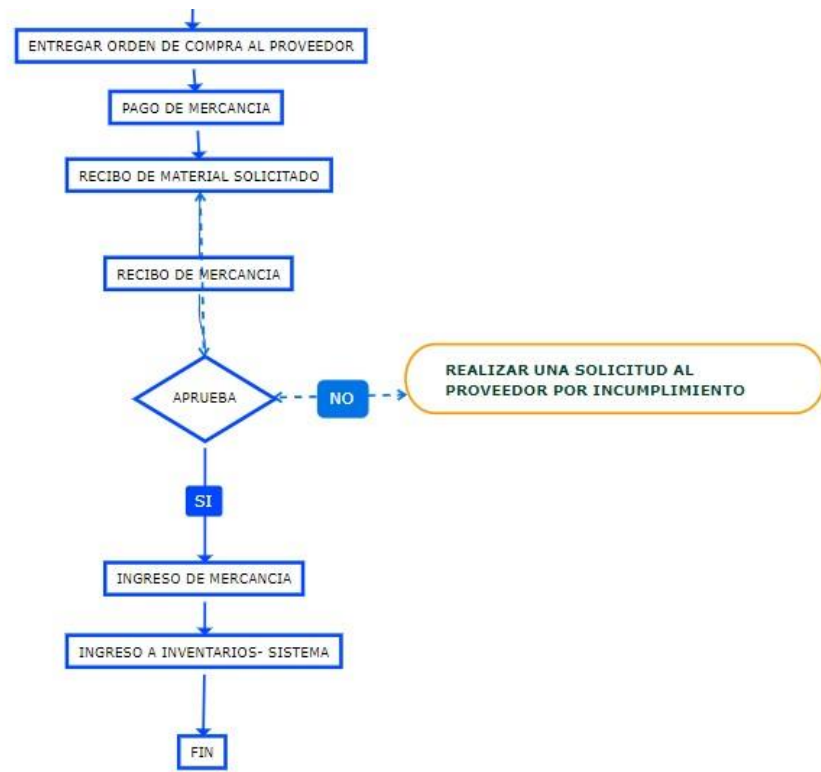 ENTREGAR ORDEN DE COMPRA AL PROVEEDOR
PAGO DE MERCANCIA
RECIBO DE MATERIAL SOLICITADO
RECIBO DE MERCANCIA
APRUEBA
NO
REALIZAR UNA SOLICITUD AL
PROVEEDOR POR INCUMPLIMIENTO
SI
INGRESO DE MERCANCIA
INGRESO A INVENTARIOS- SISTEMA
FIN